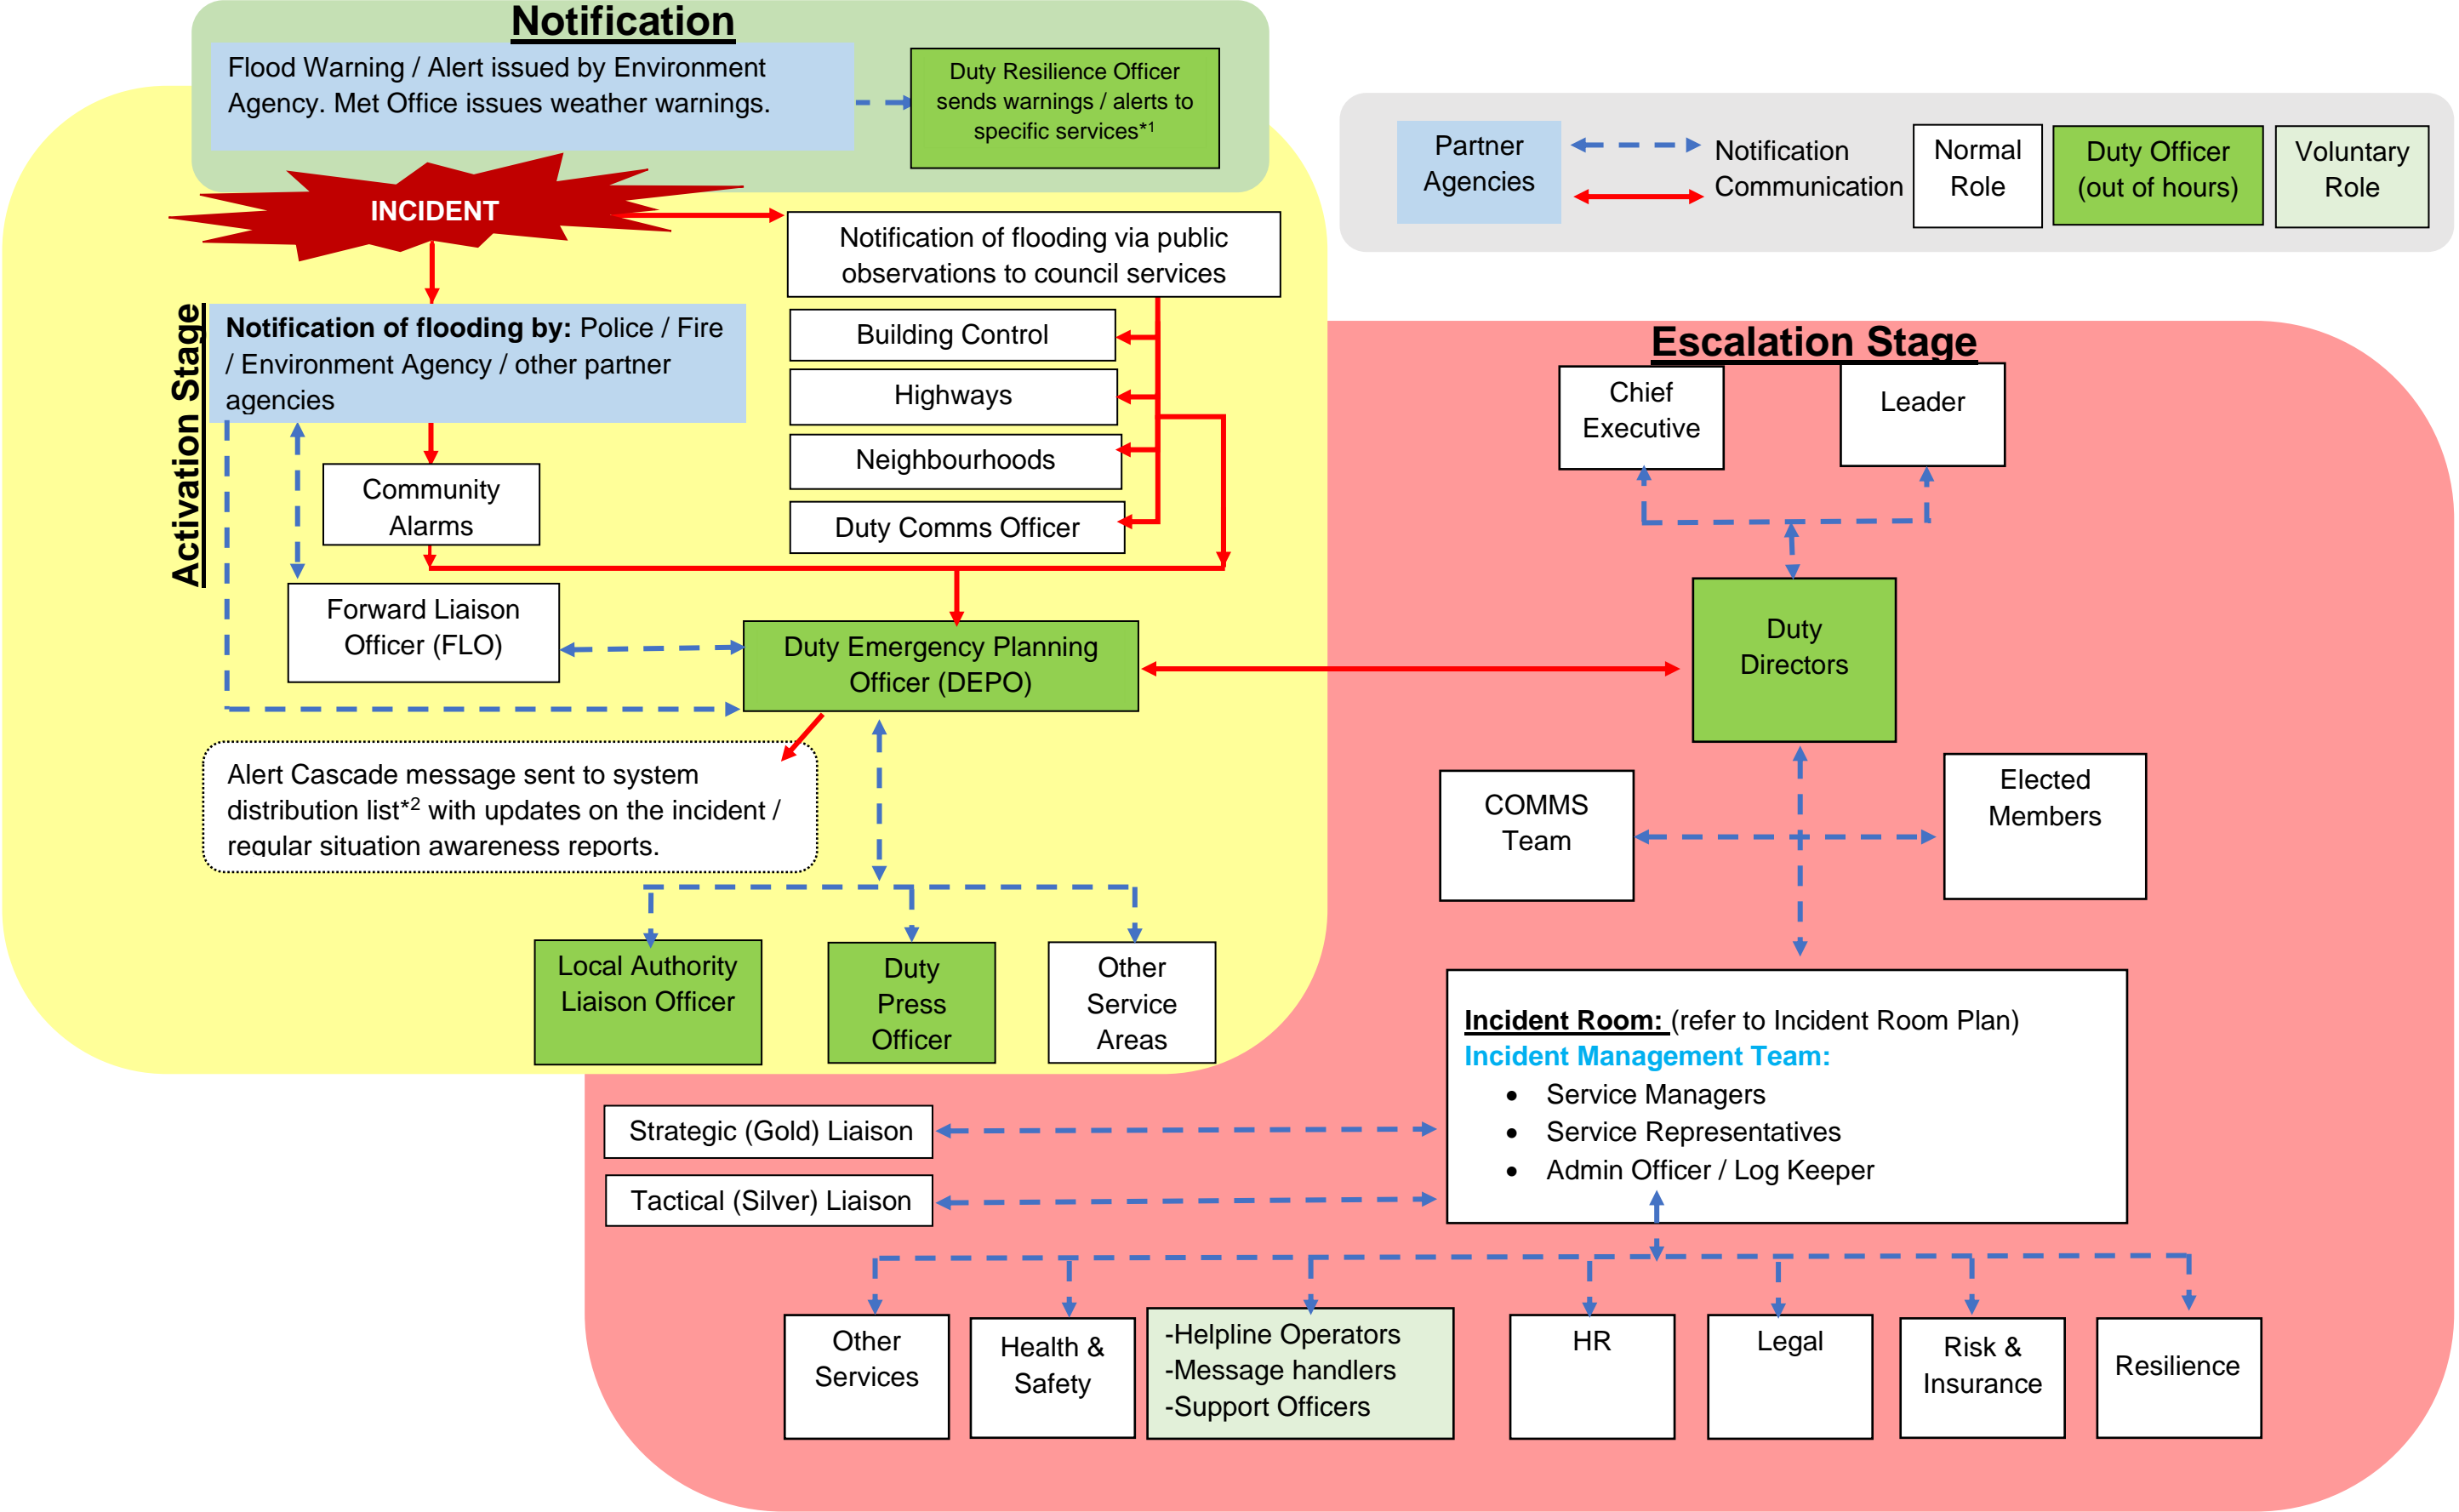 Notification
Flood Warning / Alert issued by Environment
Agency. Met Office issues weather warnings.
Duty Resilience Officer
sends warnings / alerts to
specific services*1
Partner
Agencies
Notification
Communication
Normal
Role
Duty Officer
(out of hours)
Voluntary
Role
INCIDENT
Notification of flooding via public
observations to council services
Activation Stage
Notification of flooding by: Police / Fire
/ Environment Agency / other partner
agencies
Building Control
Highways
Neighbourhoods
Duty Comms Officer
Community
Alarms
Forward Liaison
Officer (FLO)
Duty Emergency Planning
Officer (DEPO)
Alert Cascade message sent to system
distribution list*2 with updates on the incident /
regular situation awareness reports.
Local Authority
Liaison Officer
Duty
Press
Officer
Other
Service
Areas
Escalation Stage
Chief
Executive
Leader
Duty
Directors
COMMS
Team
Elected
Members
Incident Room: (refer to Incident Room Plan)
Incident Management Team:
• Service Managers
• Service Representatives
• Admin Officer / Log Keeper
Strategic (Gold) Liaison
Tactical (Silver) Liaison
Other
Services
Health &
Safety
-Helpline Operators
-Message handlers
-Support Officers
HR
Legal
Risk &
Insurance
Resilience